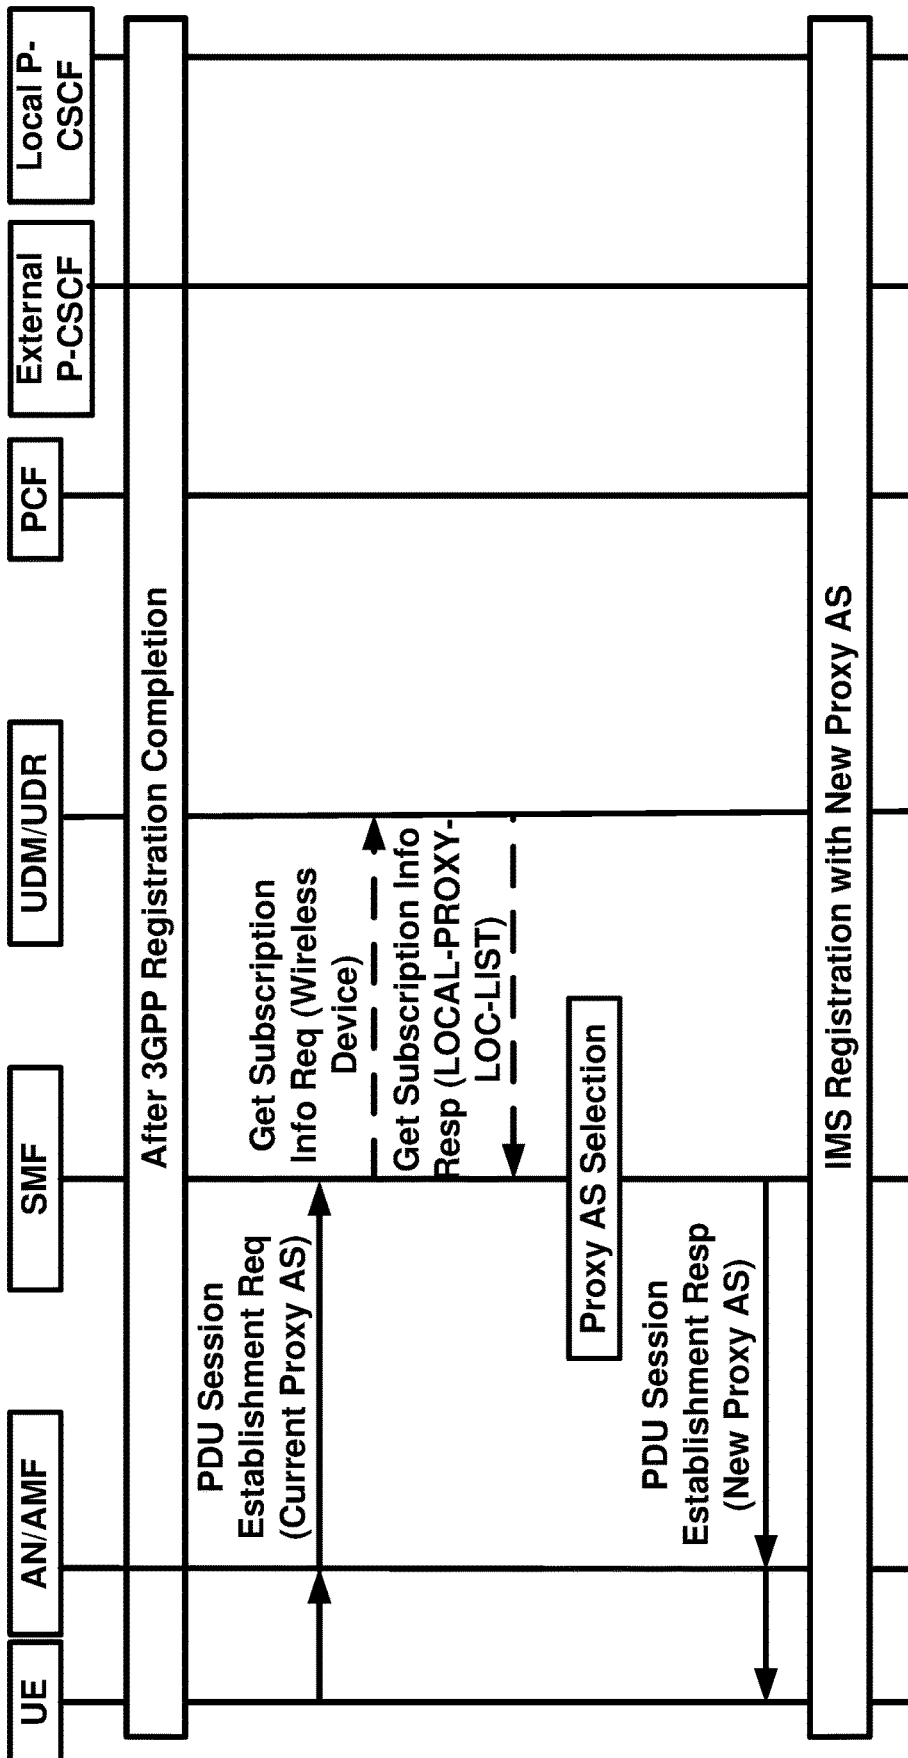 UE
AN/AMF
SMF
UDM/UDR
PCF
External
P-CSCF
Local P-
CSCF
After 3GPP Registration Completion
PDU Session
Establishment Req
(Current Proxy AS)
Get Subscription
Info Req (Wireless
Device)
Get Subscription Info
Resp (LOCAL-PROXY-
LOC-LIST)
Proxy AS Selection
PDU Session
Establishment Resp
(New Proxy AS)
IMS Registration with New Proxy AS